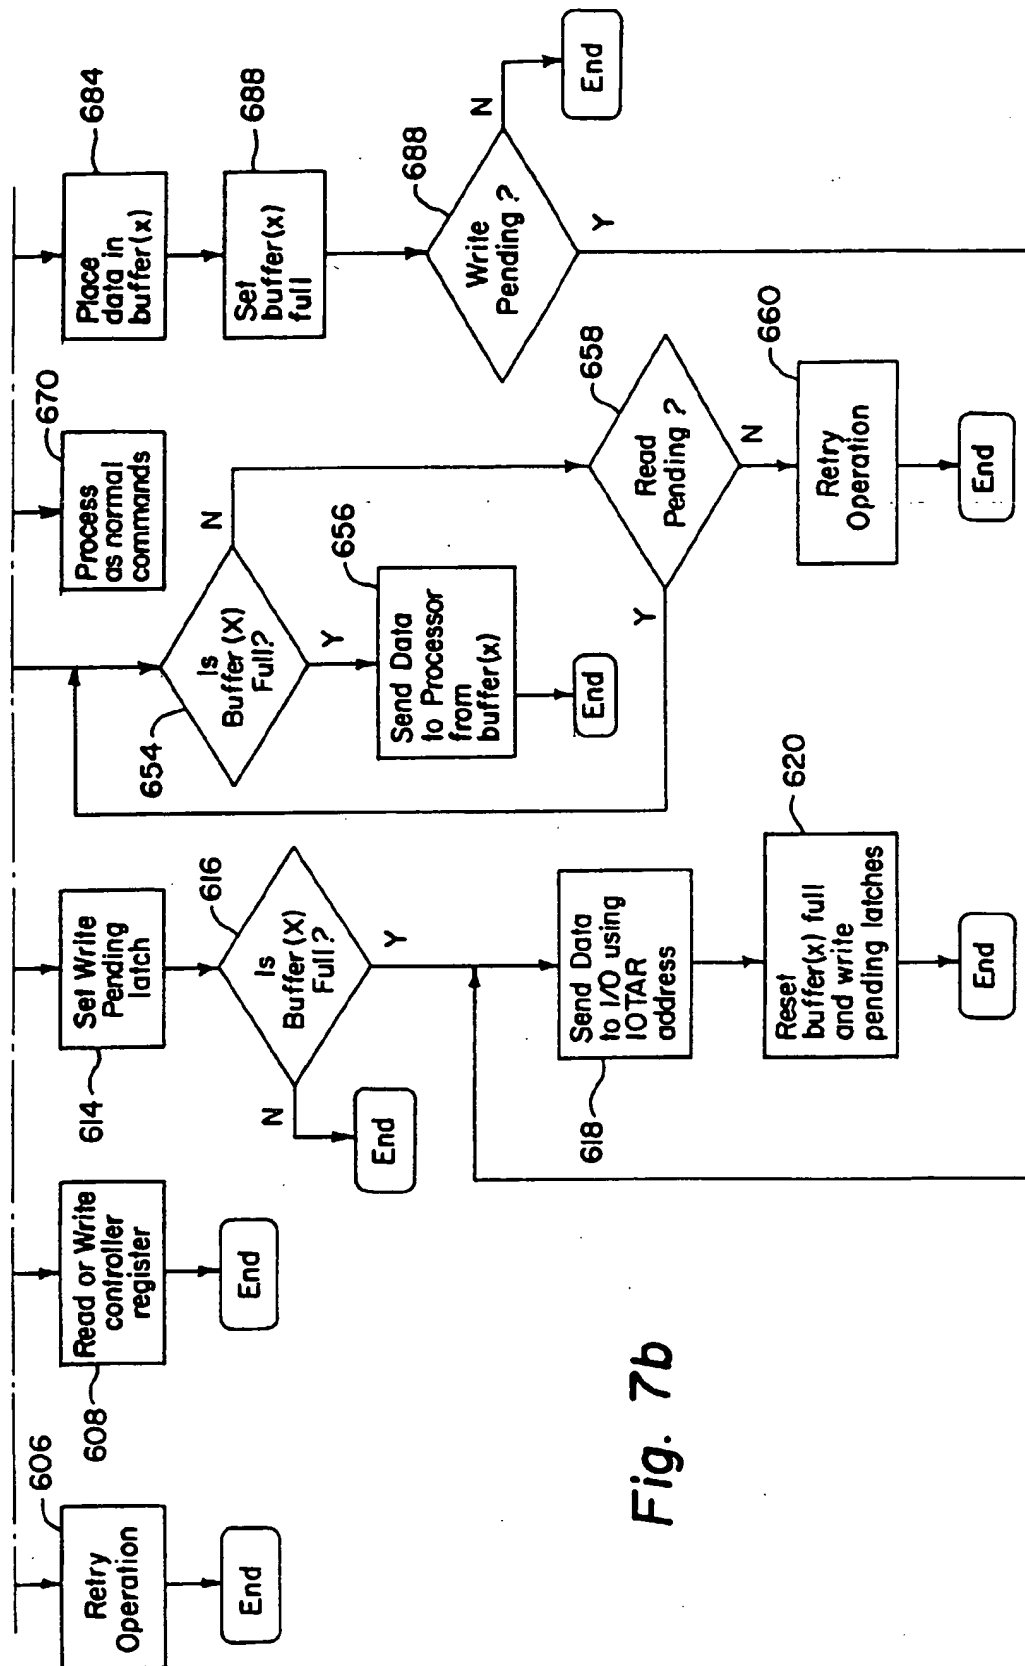 606
Retry
Operation
End
608
Read or Write
controller
register
End
614
Set Write
Pending
latch
616
Is
Buffer (X)
Full?
N
End
Y
618
Send Data
to I/O using
IOTAR
address
620
Reset
buffer(x) full
and write
pending latches
End
654
Is
Buffer (X)
Full?
N
Y
656
Send Data
to Processor
from
buffer(x)
End
658
Read
Pending ?
Y
N
660
Retry
Operation
End
670
Process
as normal
commands
684
Place
data in
buffer(x)
688
Set
buffer(x)
full
688
Write
Pending ?
N
End
Y
Fig. 7b